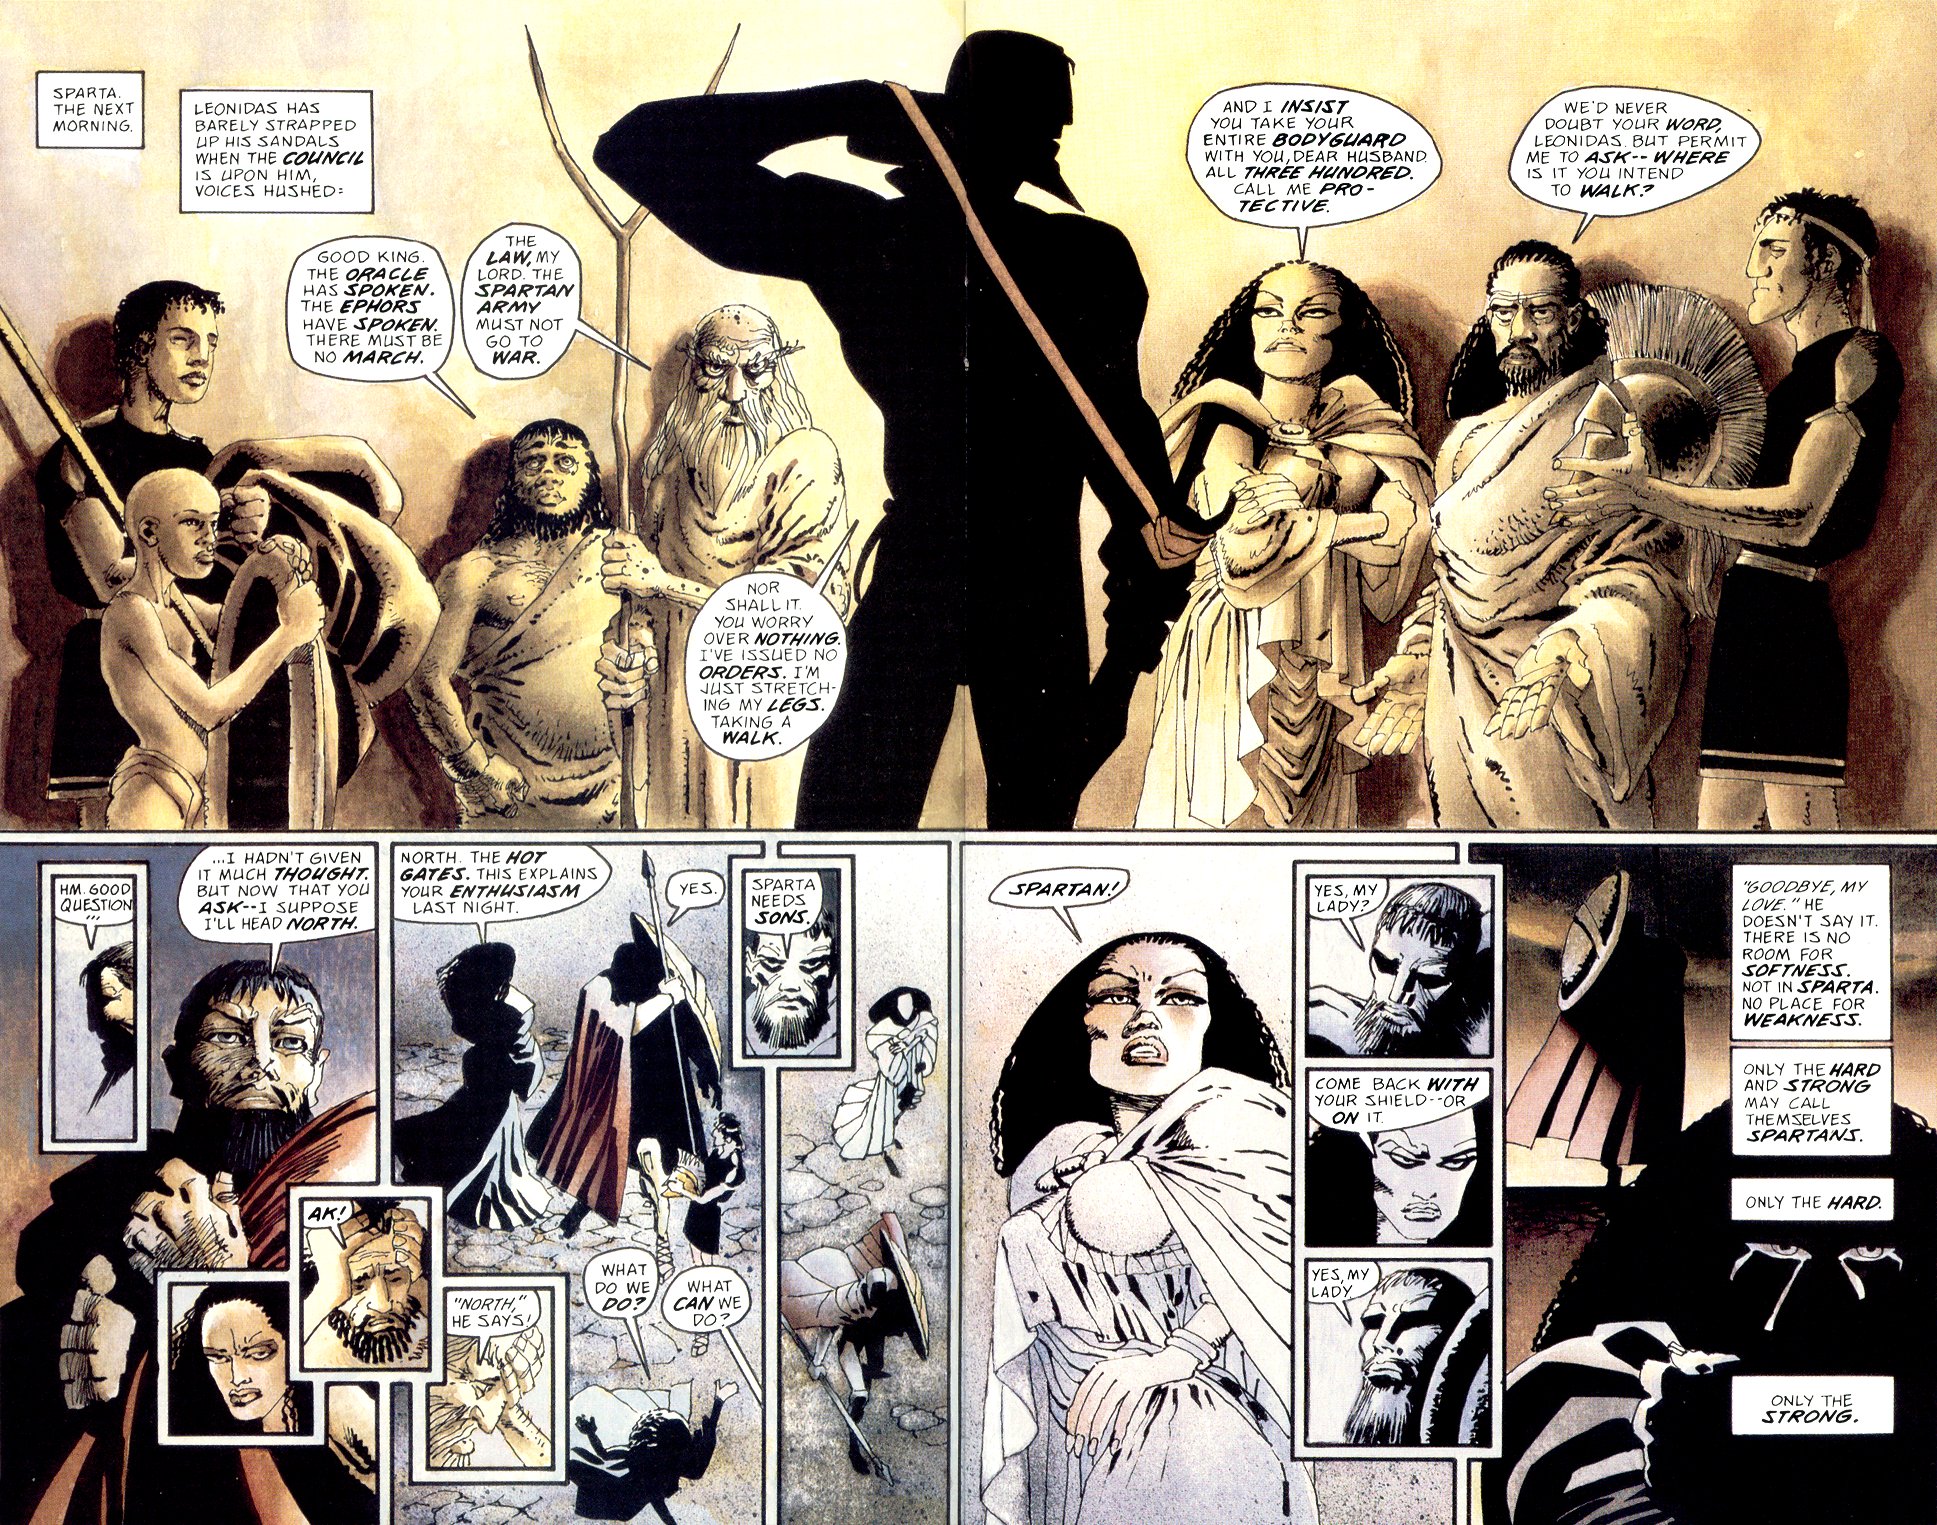 SPARTA.
THE NEXT
MORNING.
LEONIDAS HAS
BARELY STRAPPED
UP HIS SANDALS
WHEN THE COUNCIL
IS UPON HIM,
VOICES HUSHED:
GOOD KING.
THE ORACLE
HAS SPOKEN.
THE EPHORS
HAVE SPOKEN.
THERE MUST BE
NO MARCH.
THE
LAW, MY
LORD. THE
SPARTAN
ARMY
MUST NOT
GO TO
WAR.
NOR
SHALL IT.
YOU WORRY
OVER NOTHING.
I'VE ISSUED NO
ORDERS. I'M
JUST STRETCH-
ING MY LEGS.
TAKING A
WALK.
AND I INSIST
YOU TAKE YOUR
ENTIRE BODYGUARD
WITH YOU, DEAR HUSBAND.
ALL THREE HUNDRED.
CALL ME PRO-
TECTIVE.
WE'D NEVER
DOUBT YOUR WORD,
LEONIDAS. BUT PERMIT
ME TO ASK-- WHERE
IS IT YOU INTEND
TO WALK?
HM. GOOD
QUESTION
...
...I HADN'T GIVEN
IT MUCH THOUGHT.
BUT NOW THAT YOU
ASK--I SUPPOSE
I'LL HEAD NORTH.
AK!
"NORTH,"
HE SAYS!
NORTH. THE HOT
GATES. THIS EXPLAINS
YOUR ENTHUSIASM
LAST NIGHT.
YES.
WHAT
DO WE
DO?
WHAT
CAN WE
DO?
SPARTA
NEEDS
SONS.
SPARTAN!
YES, MY
LADY?
COME BACK WITH
YOUR SHIELD--OR
ON IT.
YES, MY
LADY.
"GOODBYE, MY
LOVE." HE
DOESN'T SAY IT.
THERE IS NO
ROOM FOR
SOFTNESS.
NOT IN SPARTA.
NO PLACE FOR
WEAKNESS.
ONLY THE HARD
AND STRONG
MAY CALL
THEMSELVES
SPARTANS.
ONLY THE HARD.
ONLY THE
STRONG.